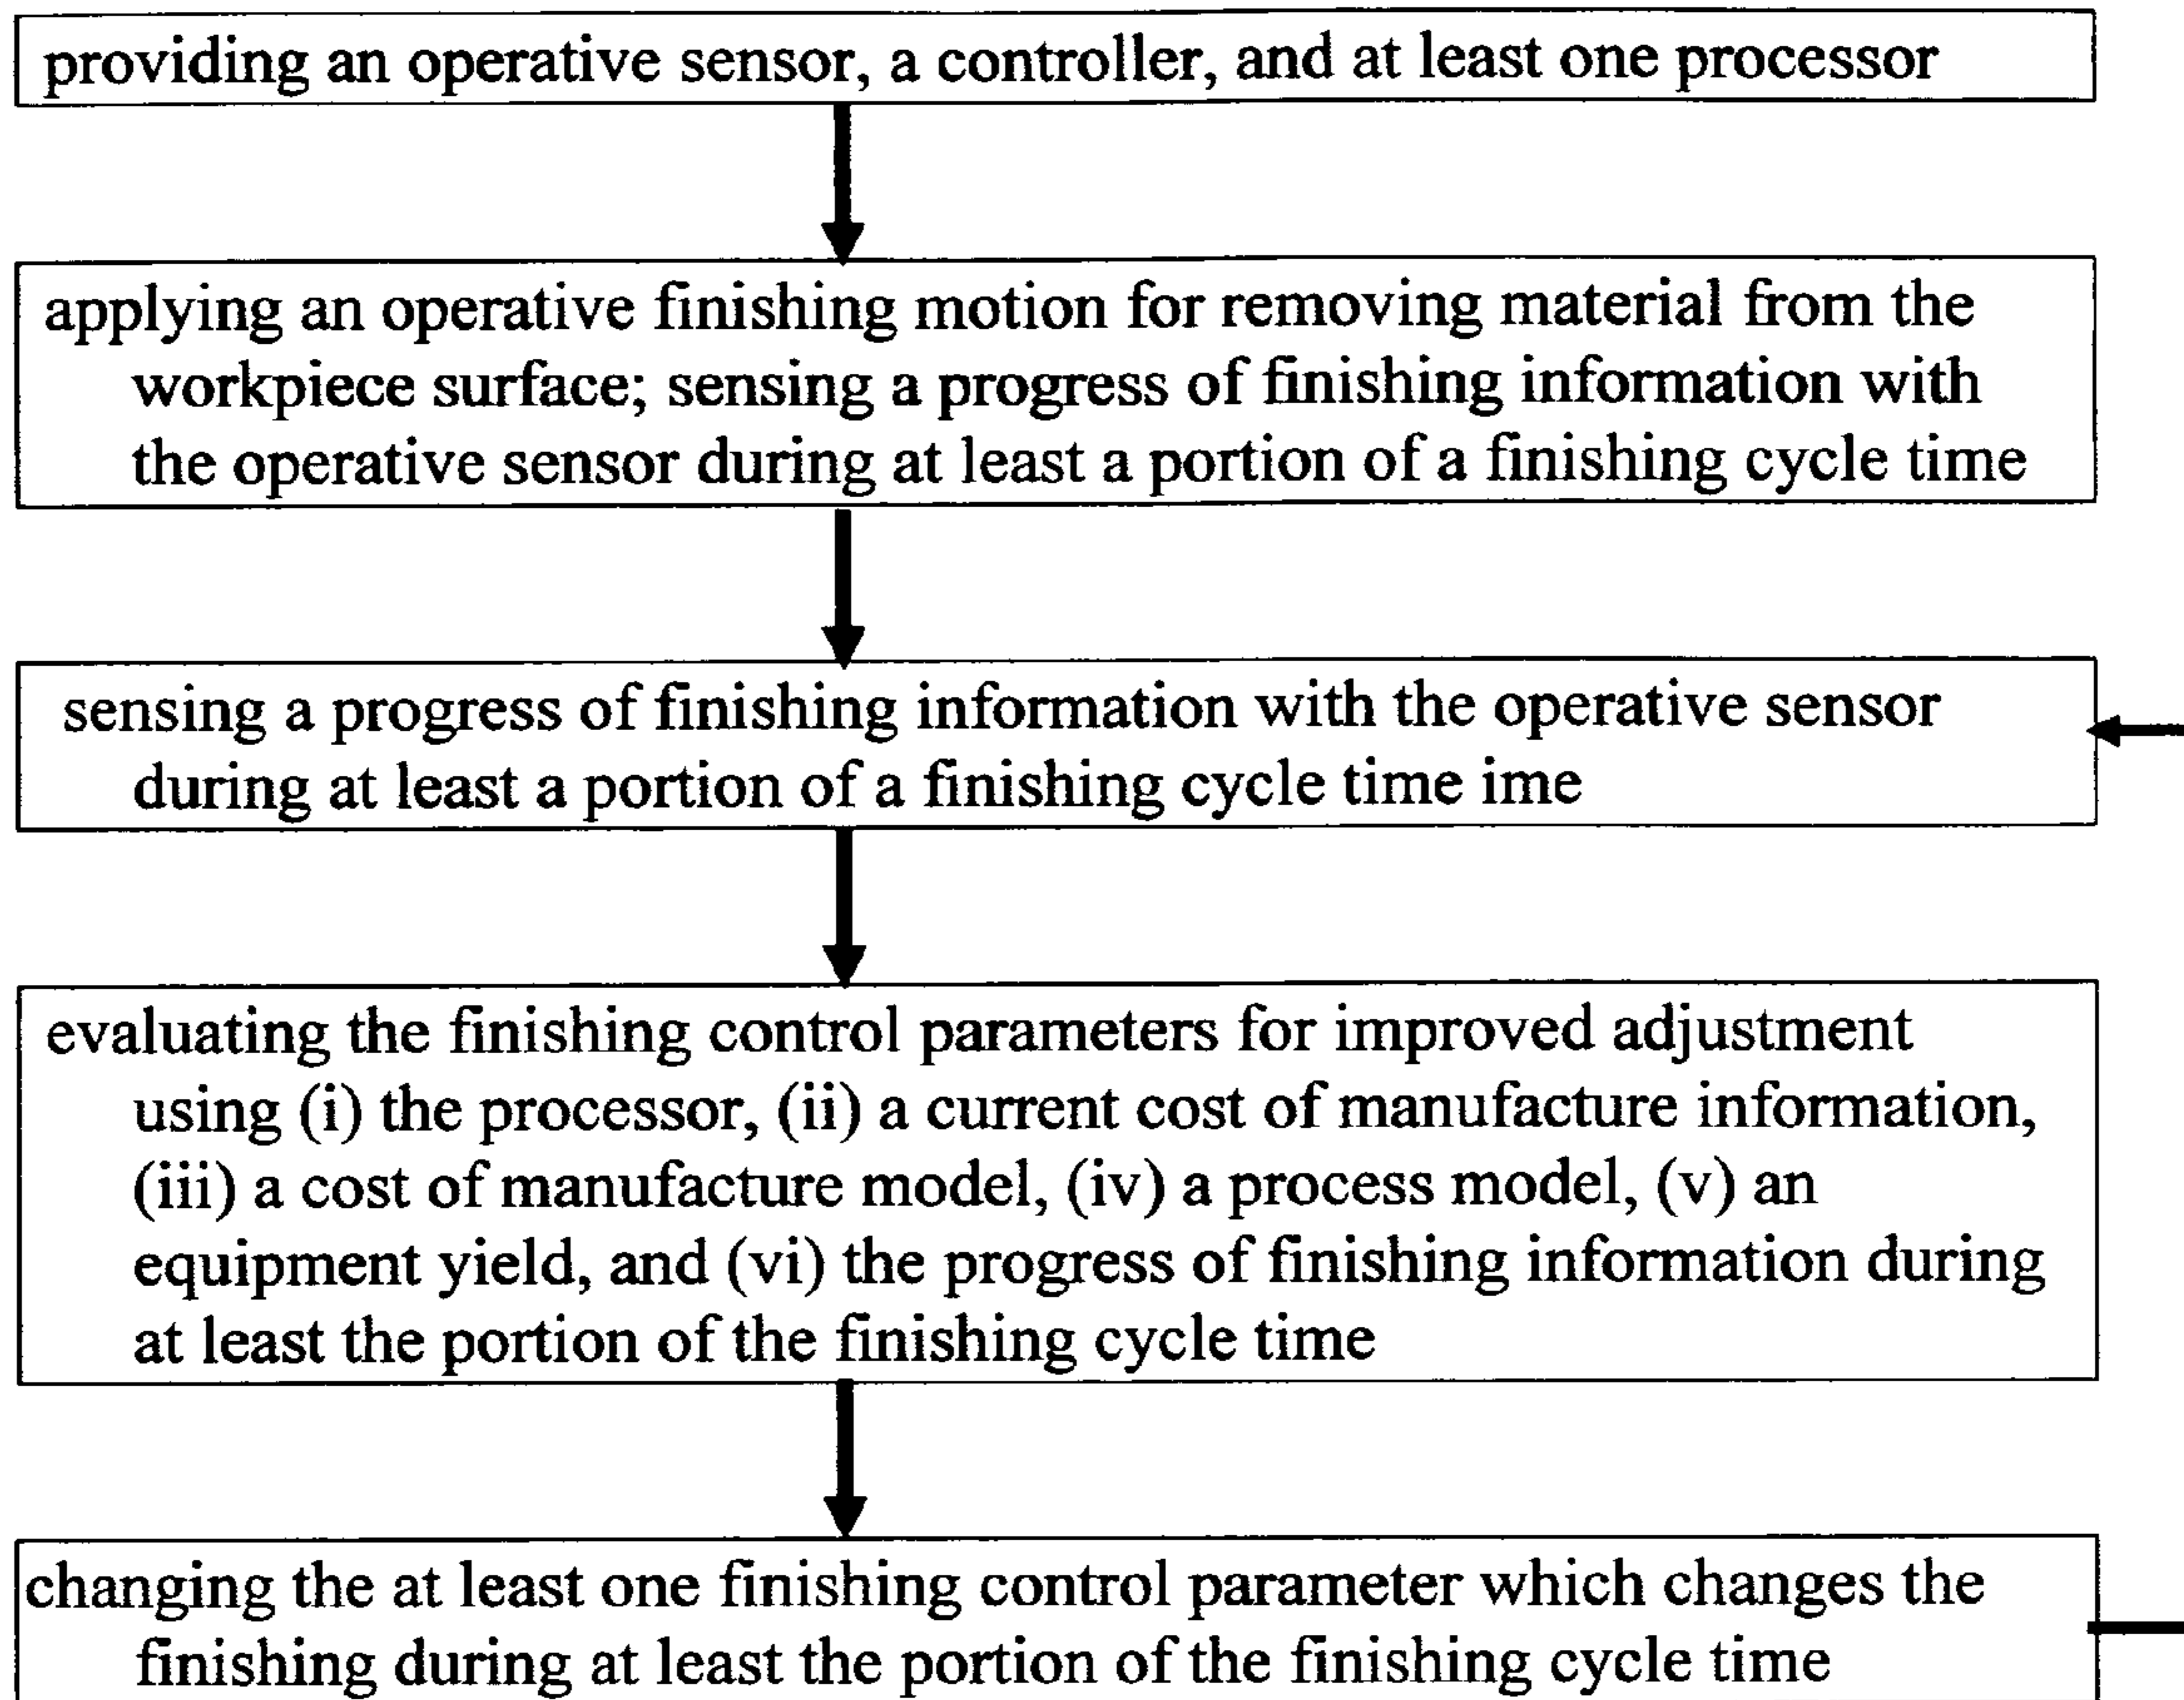 providing an operative sensor, a controller, and at least one processor
applying an operative finishing motion for removing material from the
workpiece surface; sensing a progress of finishing information with
the operative sensor during at least a portion of a finishing cycle time
sensing a progress of finishing information with the operative sensor
during at least a portion of a finishing cycle time ime
evaluating the finishing control parameters for improved adjustment
using (i) the processor, (ii) a current cost of manufacture information,
(iii) a cost of manufacture model, (iv) a process model, (v) an
equipment yield, and (vi) the progress of finishing information during
at least the portion of the finishing cycle time
changing the at least one finishing control parameter which changes the
finishing during at least the portion of the finishing cycle time